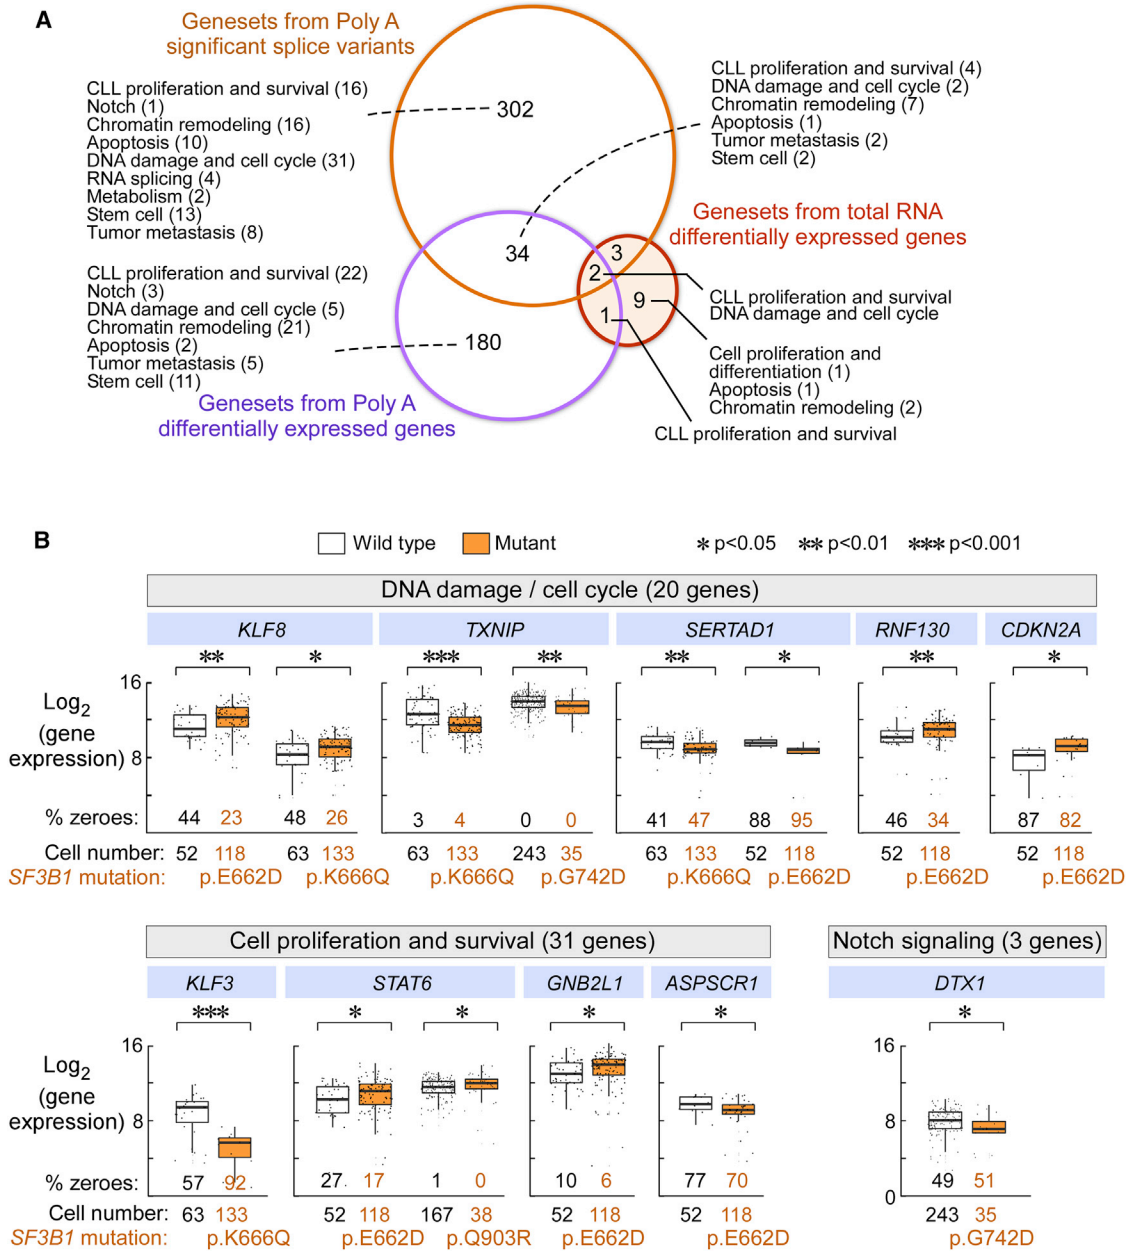 A
Genesets from Poly A
significant splice variants
CLL proliferation and survival (16)
Notch (1)
Chromatin remodeling (16)
Apoptosis (10)
DNA damage and cell cycle (31)
RNA splicing (4)
Metabolism (2)
Stem cell (13)
Tumor metastasis (8)
302
CLL proliferation and survival (4)
DNA damage and cell cycle (2)
Chromatin remodeling (7)
Apoptosis (1)
Tumor metastasis (2)
Stem cell (2)
Genesets from total RNA
differentially expressed genes
34
3
2
9
1
180
CLL proliferation and survival (22)
Notch (3)
DNA damage and cell cycle (5)
Chromatin remodeling (21)
Apoptosis (2)
Tumor metastasis (5)
Stem cell (11)
Genesets from Poly A
differentially expressed genes
CLL proliferation and survival
DNA damage and cell cycle
Cell proliferation and
differentiation (1)
Apoptosis (1)
Chromatin remodeling (2)
CLL proliferation and survival
B
Wild type Mutant * p<0.05 ** p<0.01 *** p<0.001
DNA damage / cell cycle (20 genes)
KLF8 TXNIP SERTAD1 RNF130 CDKN2A
** * *** ** ** * ** *
16
Log2
(gene
expression) 8
% zeroes: 44 23 48 26 3 4 0 0 41 47 88 95 46 34 87 82
Cell number: 52 118 63 133 63 133 243 35 63 133 52 118 52 118 52 118
SF3B1 mutation: p.E662D p.K666Q p.K666Q p.G742D p.K666Q p.E662D p.E662D p.E662D
Cell proliferation and survival (31 genes) Notch signaling (3 genes)
KLF3 STAT6 GNB2L1 ASPSCR1 DTX1
*** * * * * *
16 16
Log2
(gene
expression) 8 8
% zeroes: 57 92 27 17 1 0 10 6 77 70 0 49 51
Cell number: 63 133 52 118 167 38 52 118 52 118 243 35
SF3B1 mutation: p.K666Q p.E662D p.Q903R p.E662D p.E662D p.G742D